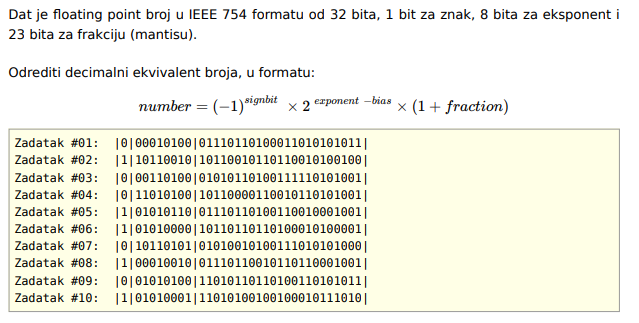 Dat je floating point broj u IEEE 754 formatu od 32 bita, 1 bit za znak, 8 bita za eksponent i
23 bita za frakciju (mantisu).
Odrediti decimalni ekvivalent broja, u formatu:
number = (−1)^signbit × 2^exponent −bias × (1 + fraction)
Zadatak #01: |0|00010100|01110110100011010101011|
Zadatak #02: |1|10110010|10110010110110010100100|
Zadatak #03: |0|00110100|01010110100111110101001|
Zadatak #04: |0|11010100|10110000110010110101001|
Zadatak #05: |1|01010110|01110110100110010001001|
Zadatak #06: |1|01010000|10110110110100010100001|
Zadatak #07: |0|10110101|01010010100111010101000|
Zadatak #08: |1|00010010|01110110010110110001001|
Zadatak #09: |0|01010100|11010110110100110101011|
Zadatak #10: |1|01010001|11010100100100010111010|